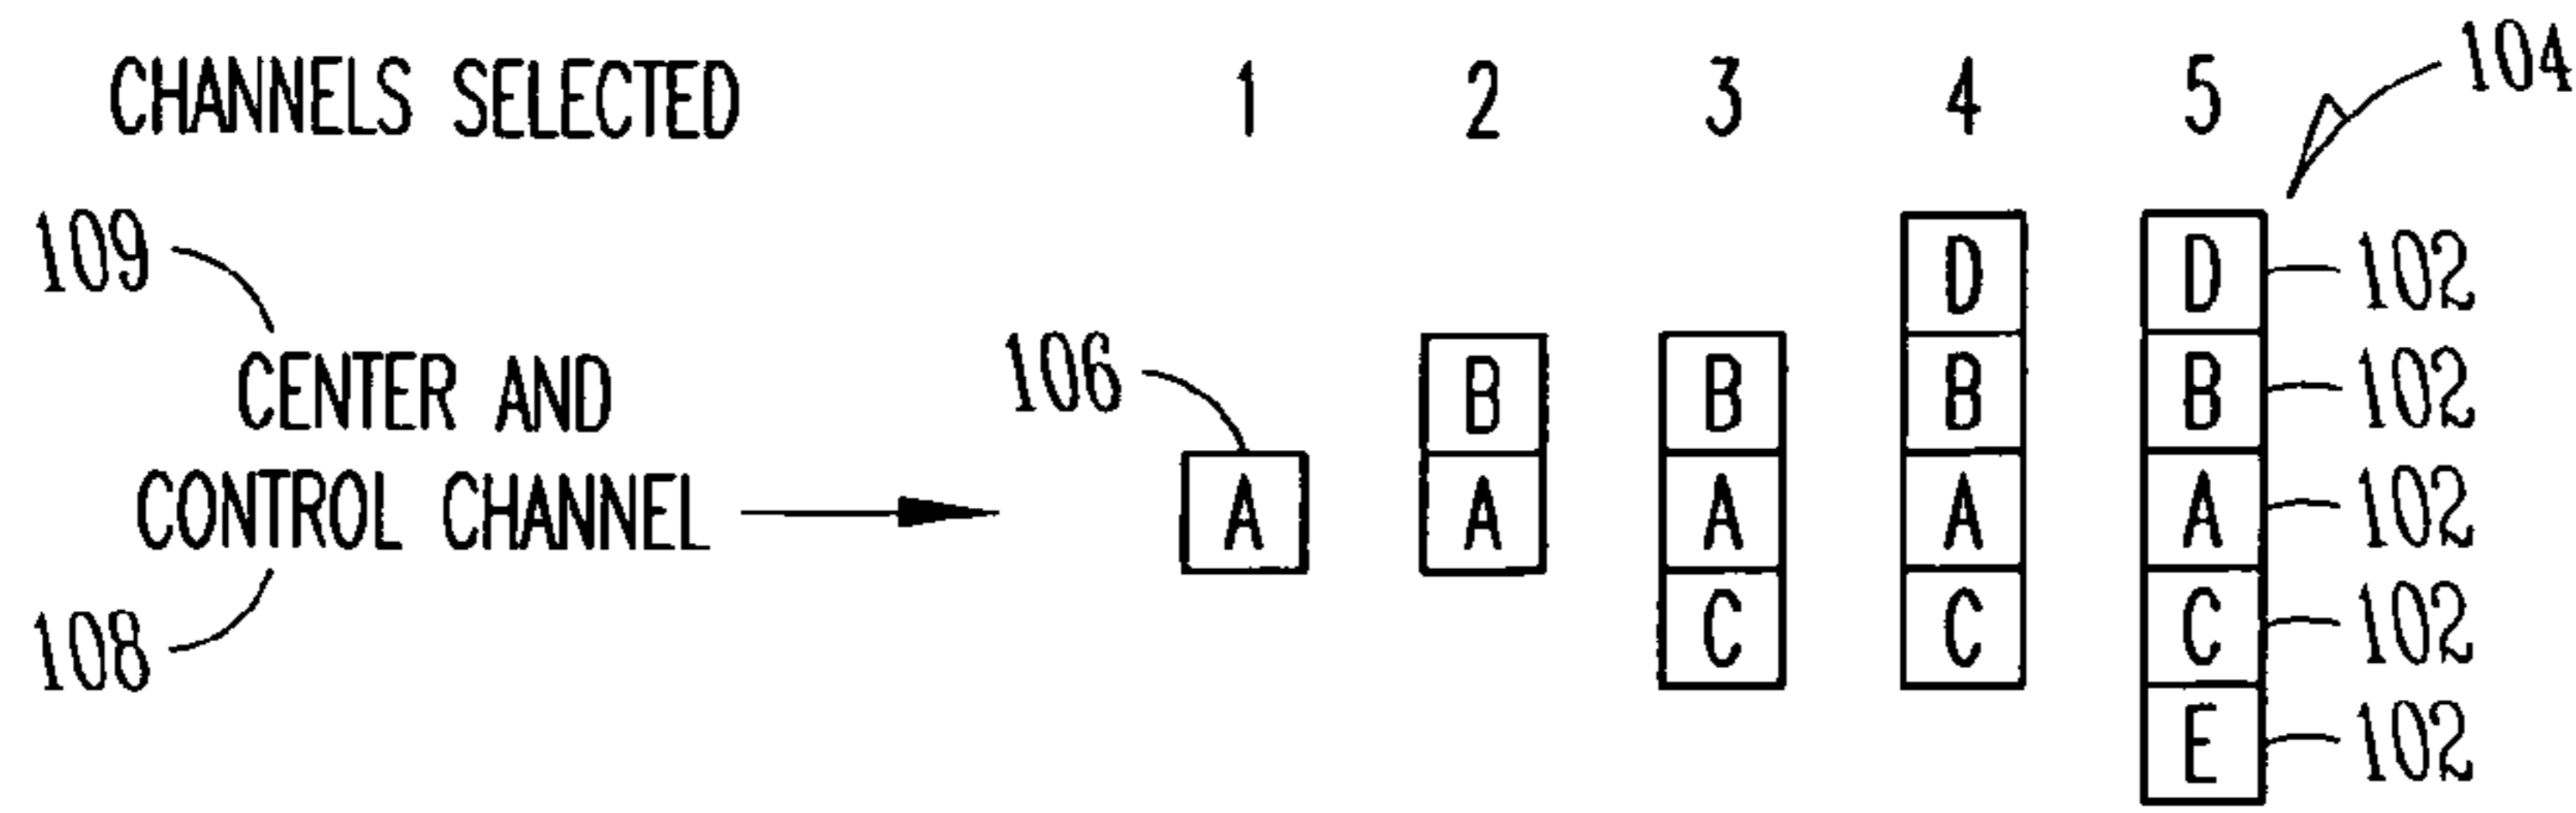 CHANNELS SELECTED 1 2 3 4 5 104
109 D D 102
CENTER AND 106 B B B B 102
CONTROL CHANNEL A A A A A 102
108 C C C 102
E 102